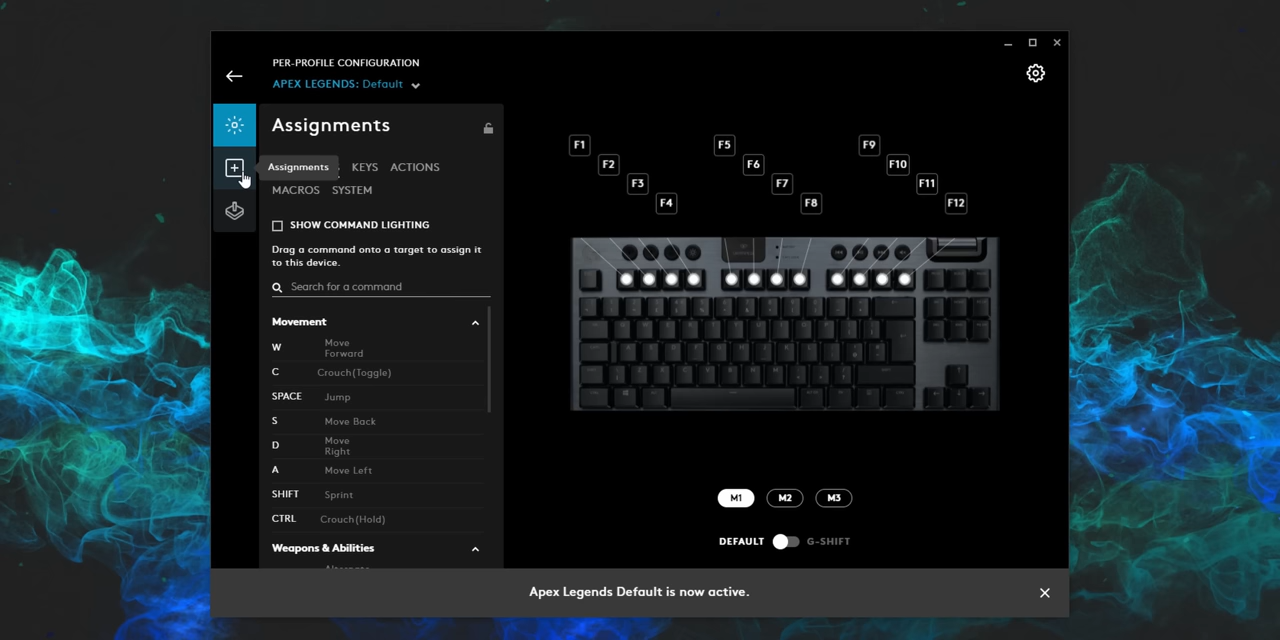 PER-PROFILE CONFIGURATION
APEX LEGENDS: Default
Assignments
Assignments
KEYS
ACTIONS
MACROS
SYSTEM
SHOW COMMAND LIGHTING
Drag a command onto a target to assign it
to this device.
Search for a command
Movement
W Move
Forward
C Crouch(Toggle)
SPACE Jump
S Move Back
D Move
Right
A Move Left
SHIFT Sprint
CTRL Crouch(Hold)
Weapons & Abilities
F1 F5 F9
F2 F6 F10
F3 F7 F11
F4 F8 F12
M1 M2 M3
DEFAULT G-SHIFT
Apex Legends Default is now active.